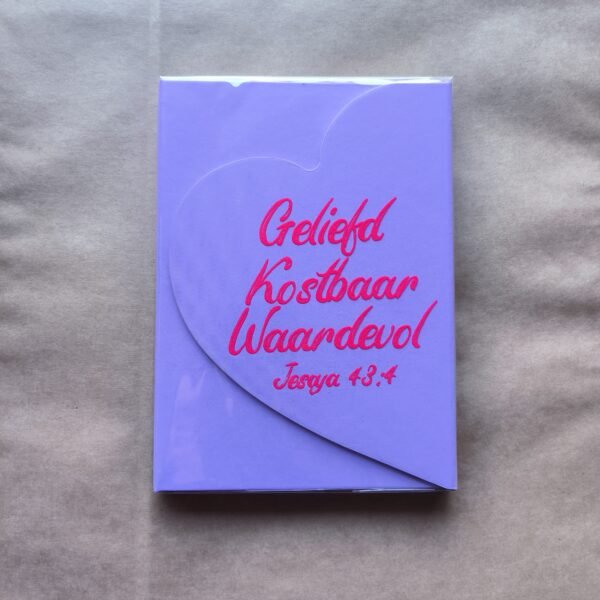 Geliefd
Kostbaar
Waardevol
Jesaja 43:4